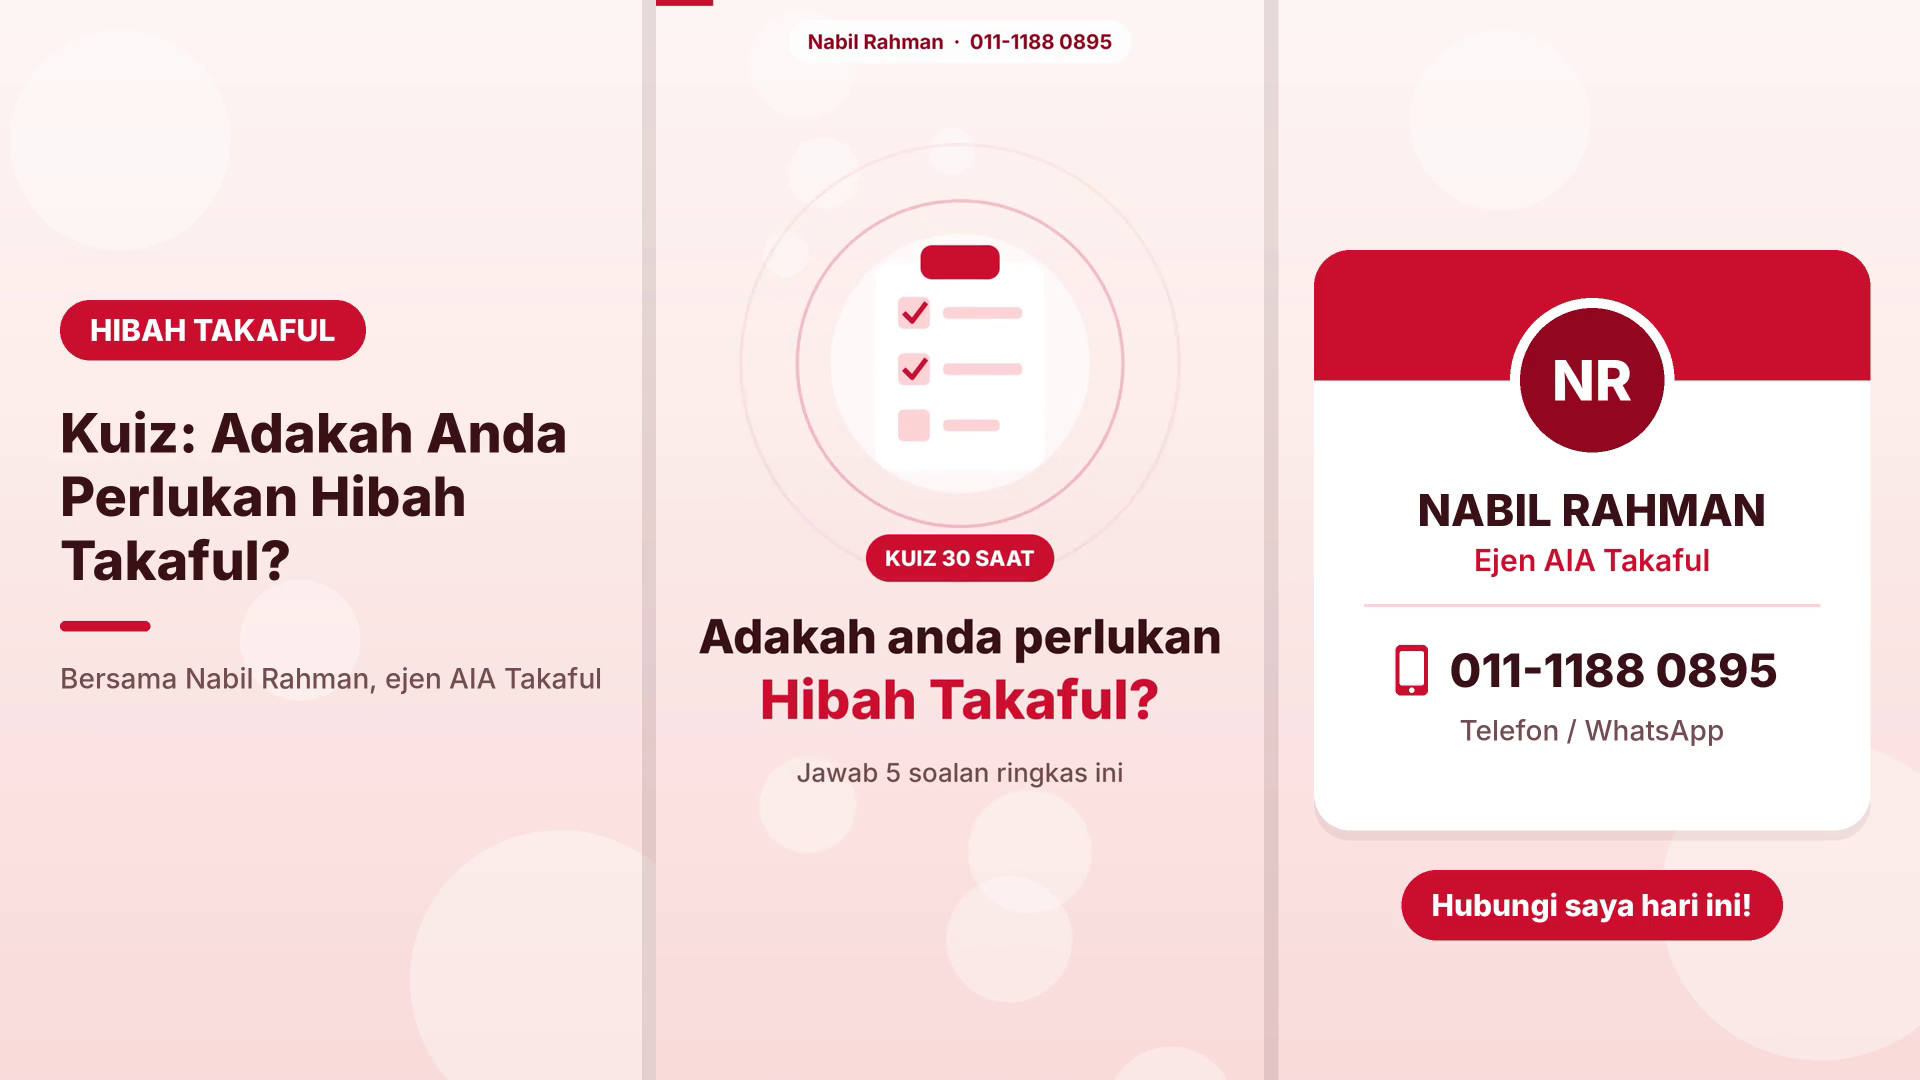 HIBAH TAKAFUL
Kuiz: Adakah Anda
Perlukan Hibah
Takaful?
Bersama Nabil Rahman, ejen AIA Takaful
Nabil Rahman · 011-1188 0895
KUIZ 30 SAAT
Adakah anda perlukan
Hibah Takaful?
Jawab 5 soalan ringkas ini
NR
NABIL RAHMAN
Ejen AIA Takaful
011-1188 0895
Telefon / WhatsApp
Hubungi saya hari ini!